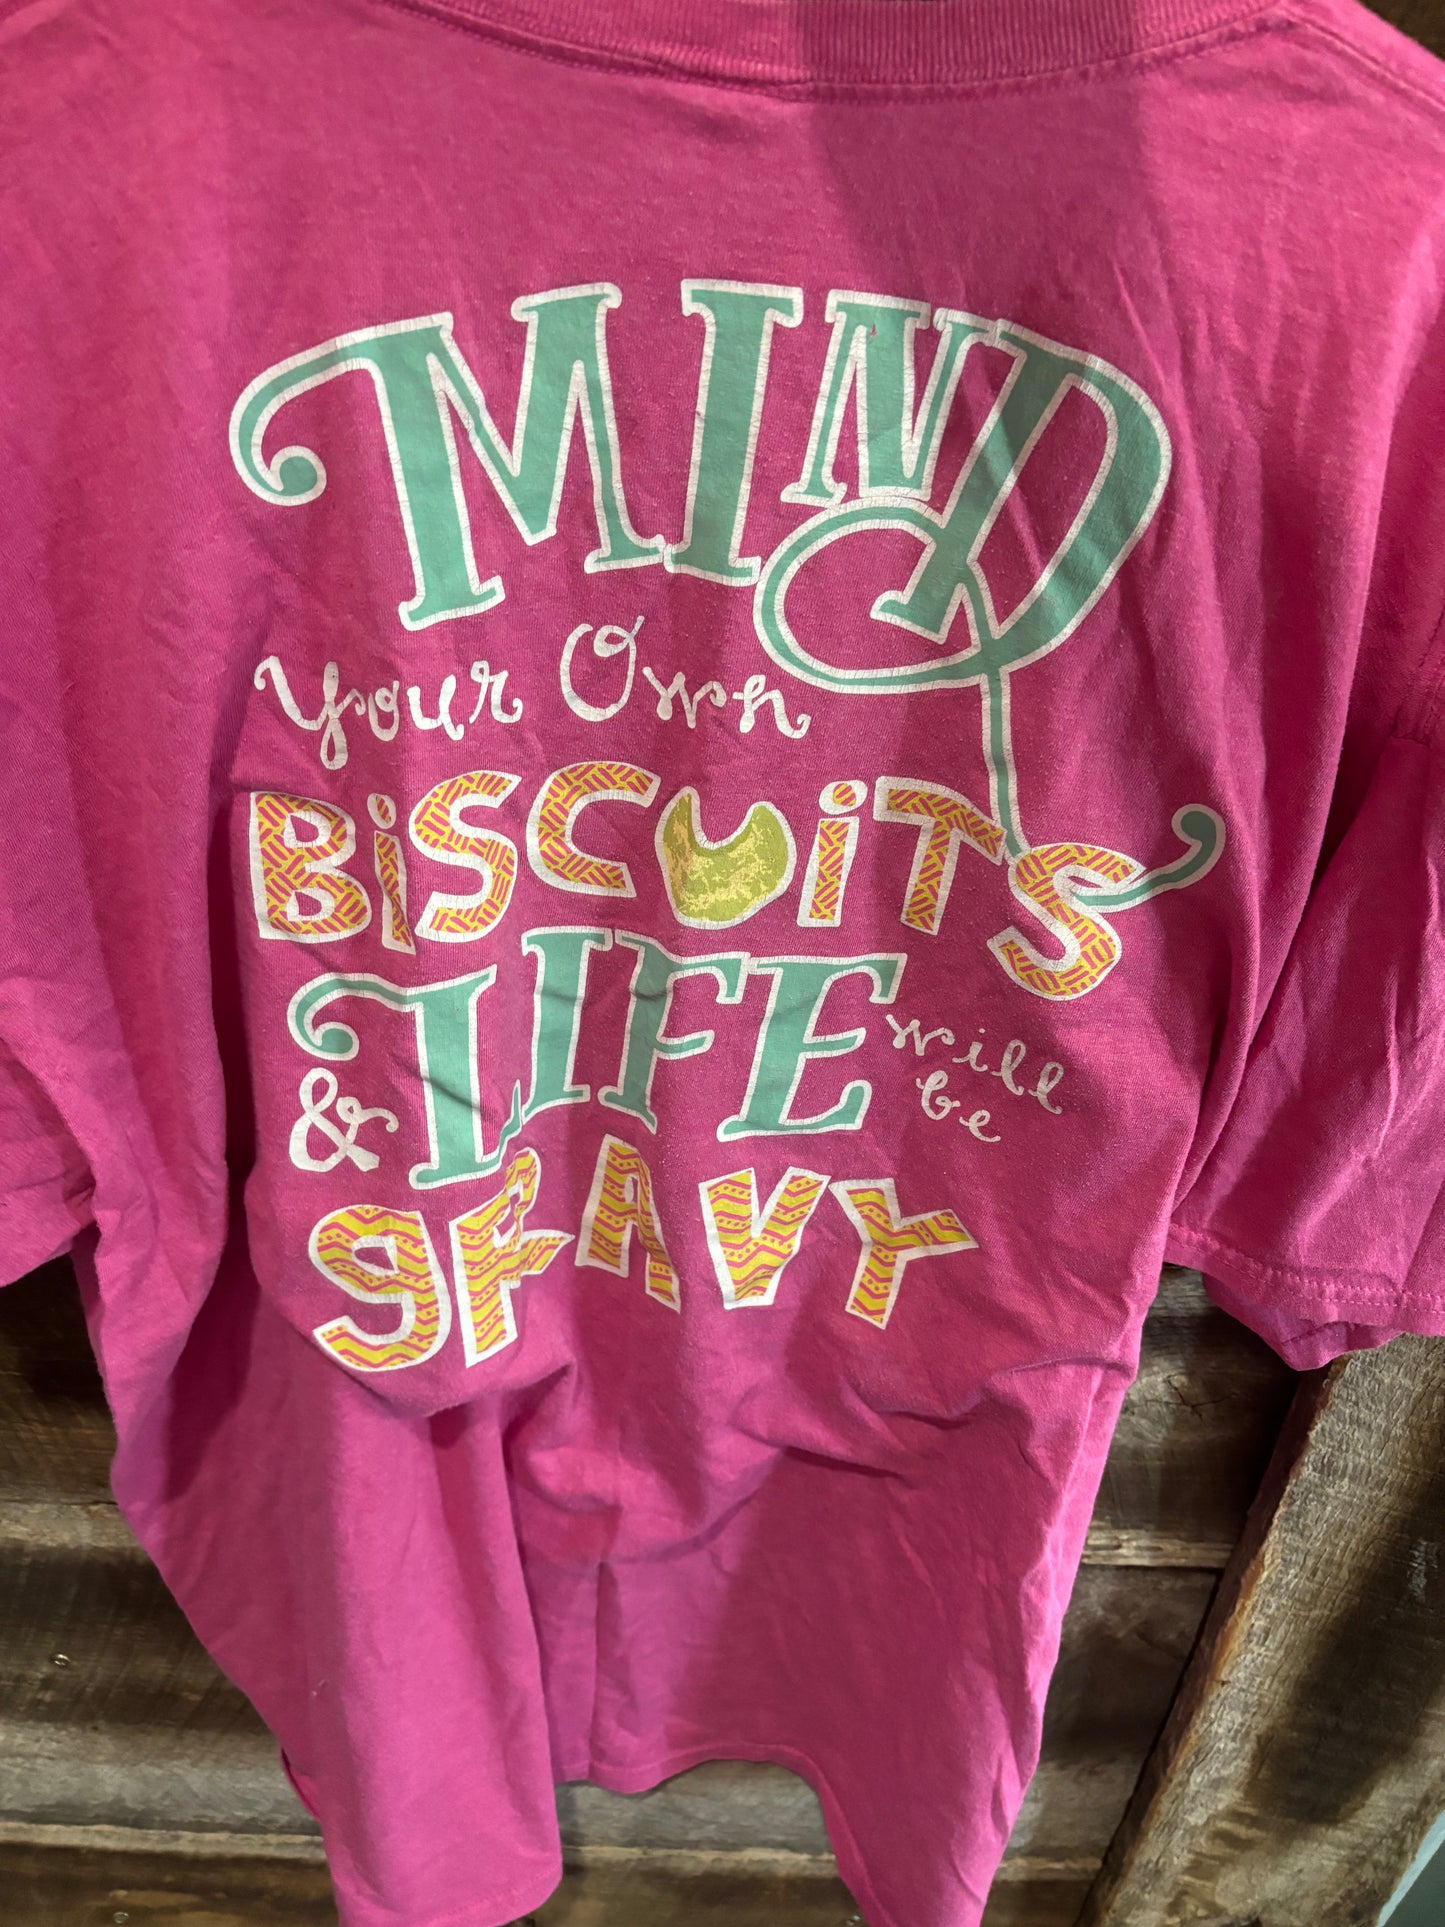 MIND
your Own
BiSCUiTS
& LIFE will be
gRAVY